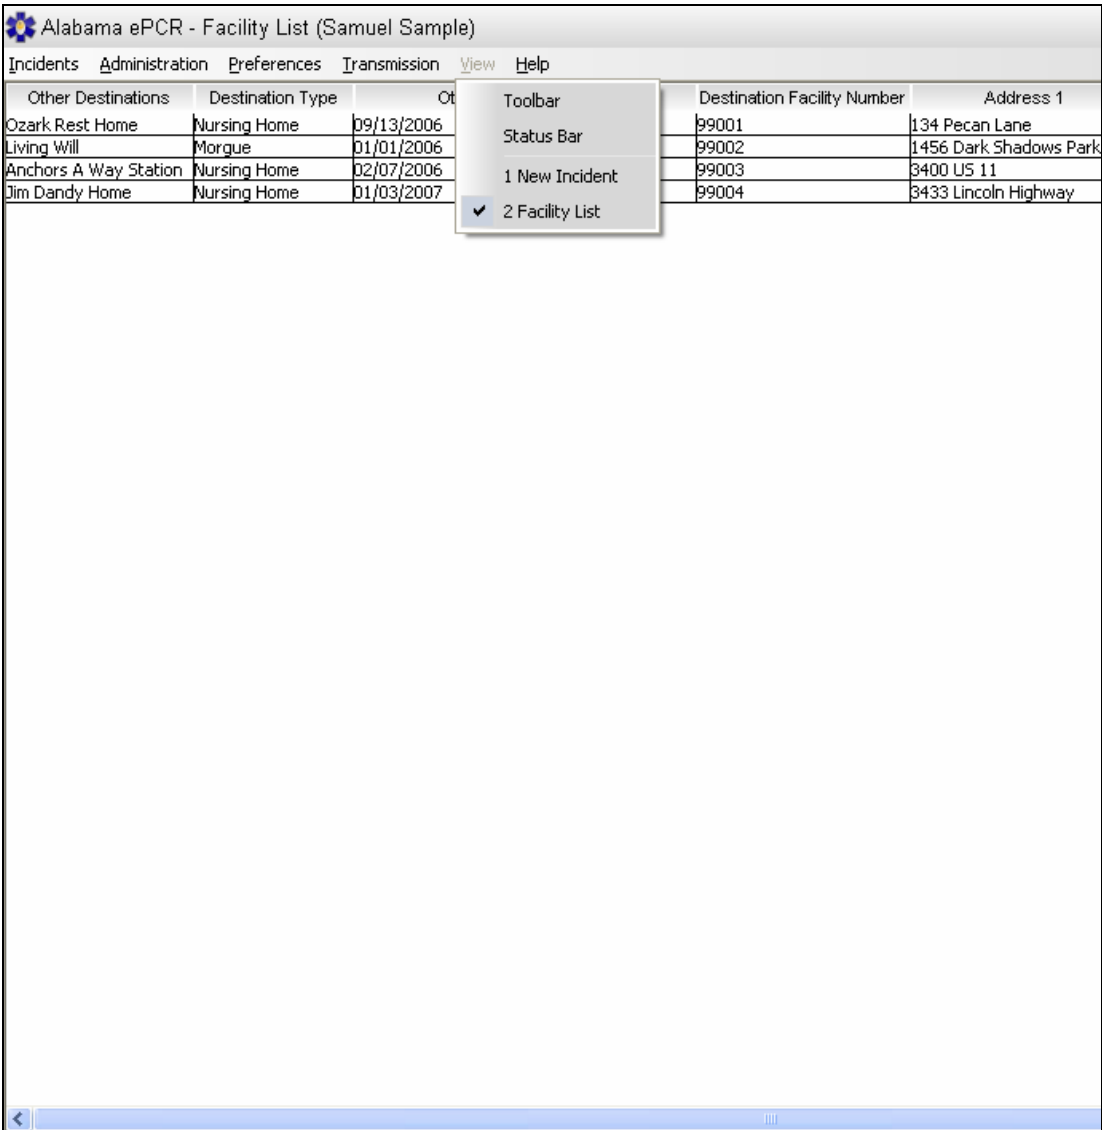 Alabama ePCR - Facility List (Samuel Sample)
Incidents Administration Preferences Transmission View Help
Other Destinations Destination Type Ot Destination Facility Number Address 1
Ozark Rest Home Nursing Home 09/13/2006 99001 134 Pecan Lane
Living Will Morgue 01/01/2006 99002 1456 Dark Shadows Park
Anchors A Way Station Nursing Home 02/07/2006 99003 3400 US 11
Jim Dandy Home Nursing Home 01/03/2007 99004 3433 Lincoln Highway
Toolbar
Status Bar
1 New Incident
2 Facility List